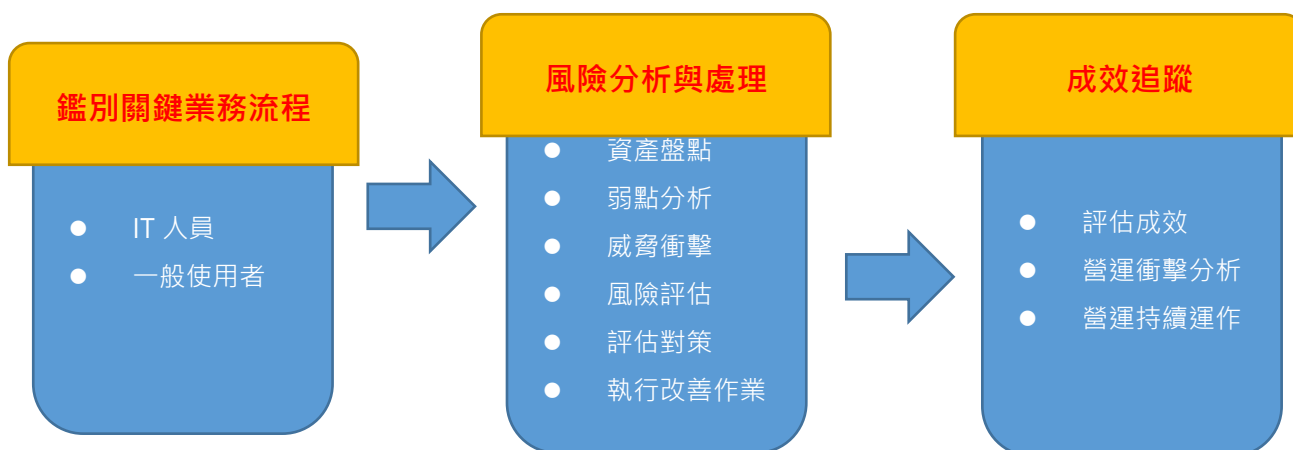 鑑別關鍵業務流程
IT 人員
一般使用者
風險分析與處理
資產盤點
弱點分析
威脅衝擊
風險評估
評估對策
執行改善作業
成效追蹤
評估成效
營運衝擊分析
營運持續運作